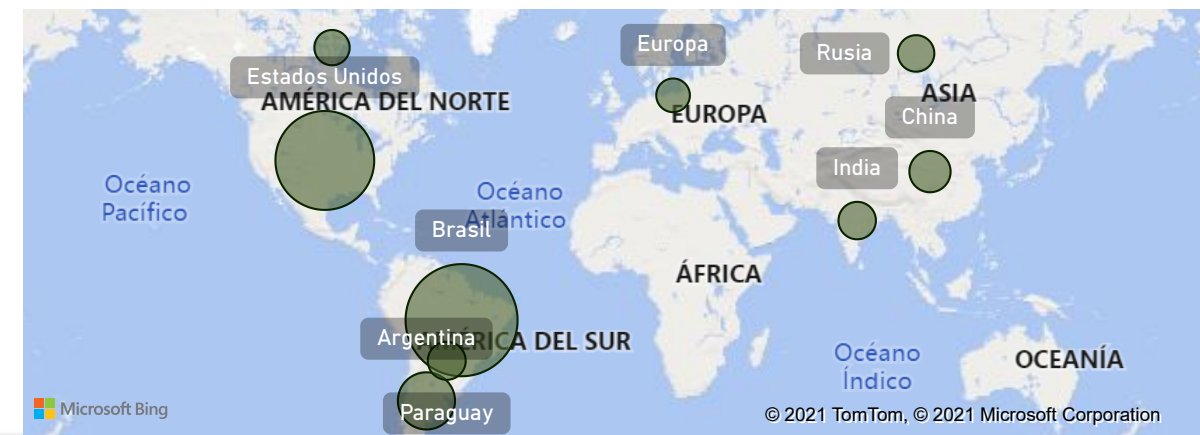 Europa
Rusia
Estados Unidos
AMÉRICA DEL NORTE
EUROPA
ASIA
China
India
Océano
Pacífico
Océano
Atlántico
Brasil
ÁFRICA
Argentina
AMÉRICA DEL SUR
Océano
Índico
OCEANÍA
Paraguay
Microsoft Bing
© 2021 TomTom, © 2021 Microsoft Corporation